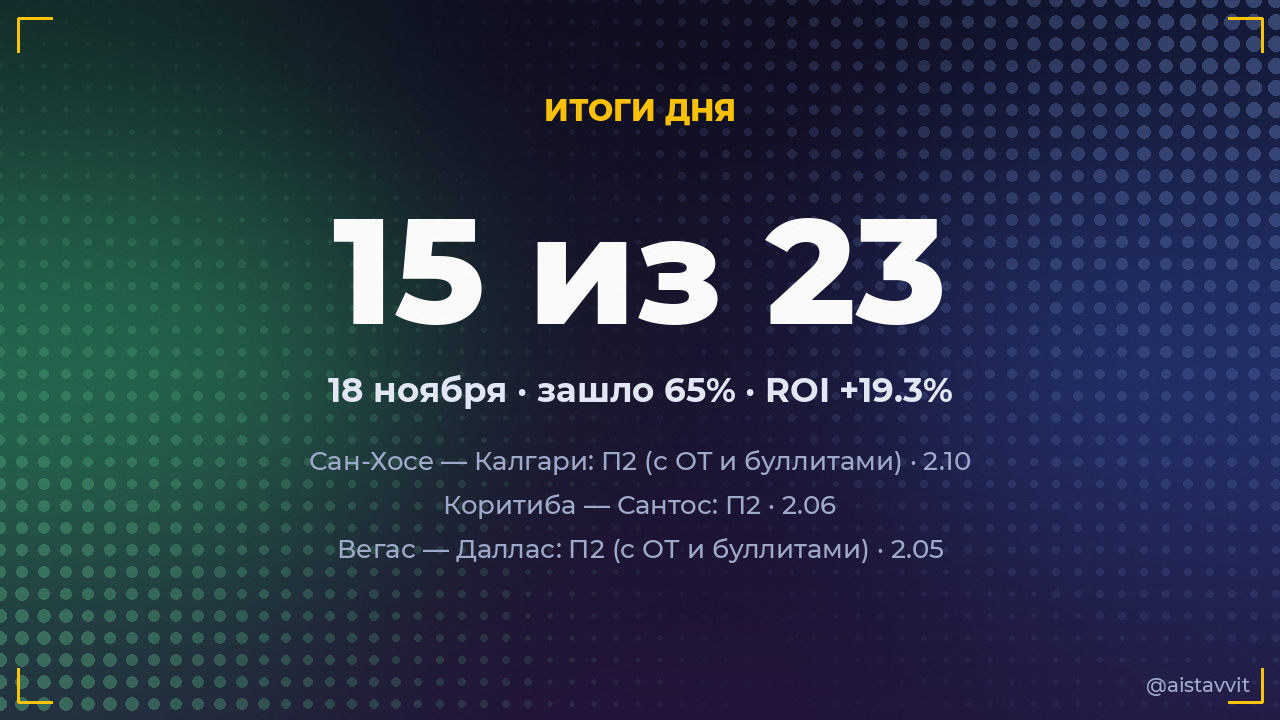 ИТОГИ ДНЯ
15 из 23
18 ноября · зашло 65% · ROI +19.3%
Сан-Хосе — Калгари: П2 (с ОТ и буллитами) · 2.10
Коритиба — Сантос: П2 · 2.06
Вегас — Даллас: П2 (с ОТ и буллитами) · 2.05
@aistavvit